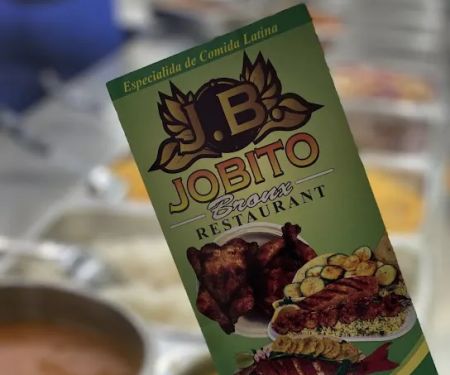 Especialida de Comida Latina
J.B.
JOBITO
Bronx
RESTAURANT